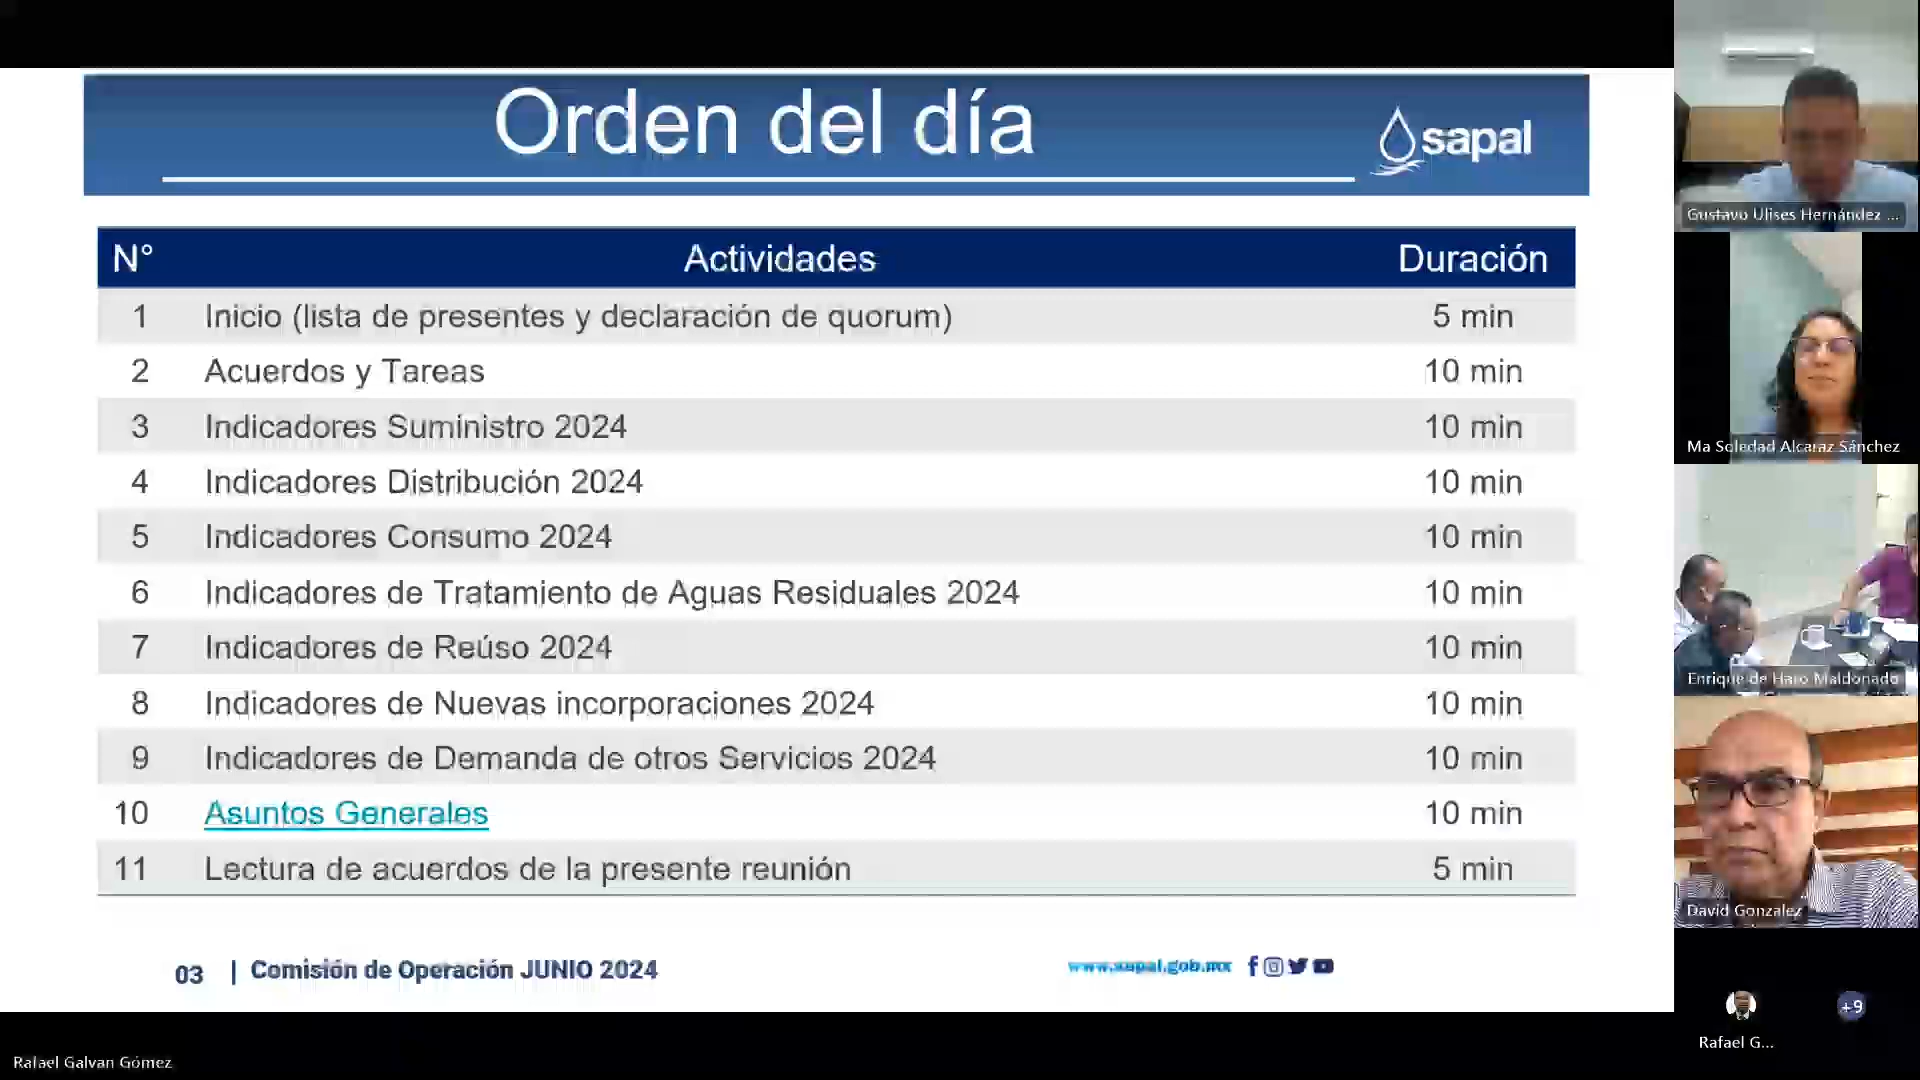 Orden del día
sapal
N° Actividades Duración
1 Inicio (lista de presentes y declaración de quorum) 5 min
2 Acuerdos y Tareas 10 min
3 Indicadores Suministro 2024 10 min
4 Indicadores Distribución 2024 10 min
5 Indicadores Consumo 2024 10 min
6 Indicadores de Tratamiento de Aguas Residuales 2024 10 min
7 Indicadores de Reúso 2024 10 min
8 Indicadores de Nuevas incorporaciones 2024 10 min
9 Indicadores de Demanda de otros Servicios 2024 10 min
10 Asuntos Generales 10 min
11 Lectura de acuerdos de la presente reunión 5 min
03 | Comisión de Operación JUNIO 2024
www.sapal.gob.mx
Gustavo Ulises Hernández ...
Ma Soledad Alcaraz Sánchez
Enrique de Haro Maldonado
David Gonzalez
+9
Rafael G...
Rafael Galvan Gómez